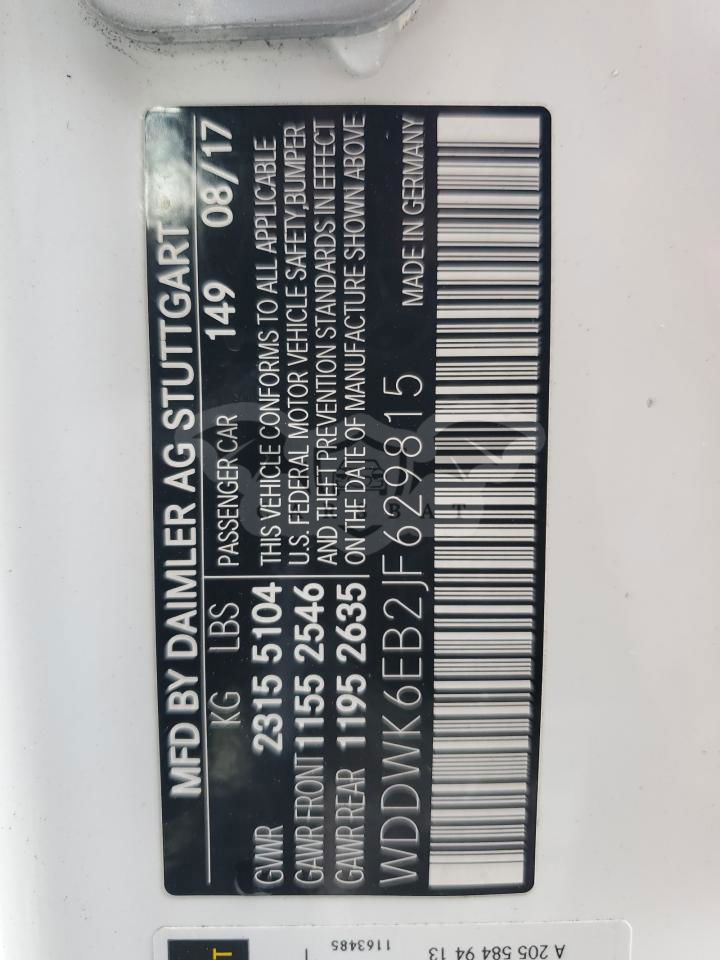 MFD BY DAIMLER AG STUTTGART
KG LBS PASSENGER CAR 149 08/17
GVWR 2315 5104 THIS VEHICLE CONFORMS TO ALL APPLICABLE
GAWR FRONT 1155 2546 U.S. FEDERAL MOTOR VEHICLE SAFETY,BUMPER
GAWR REAR 1195 2635 AND THEFT PREVENTION STANDARDS IN EFFECT
ON THE DATE OF MANUFACTURE SHOWN ABOVE
WDDWK6EB2JF629815 MADE IN GERMANY
A 205 584 94 13
1163485